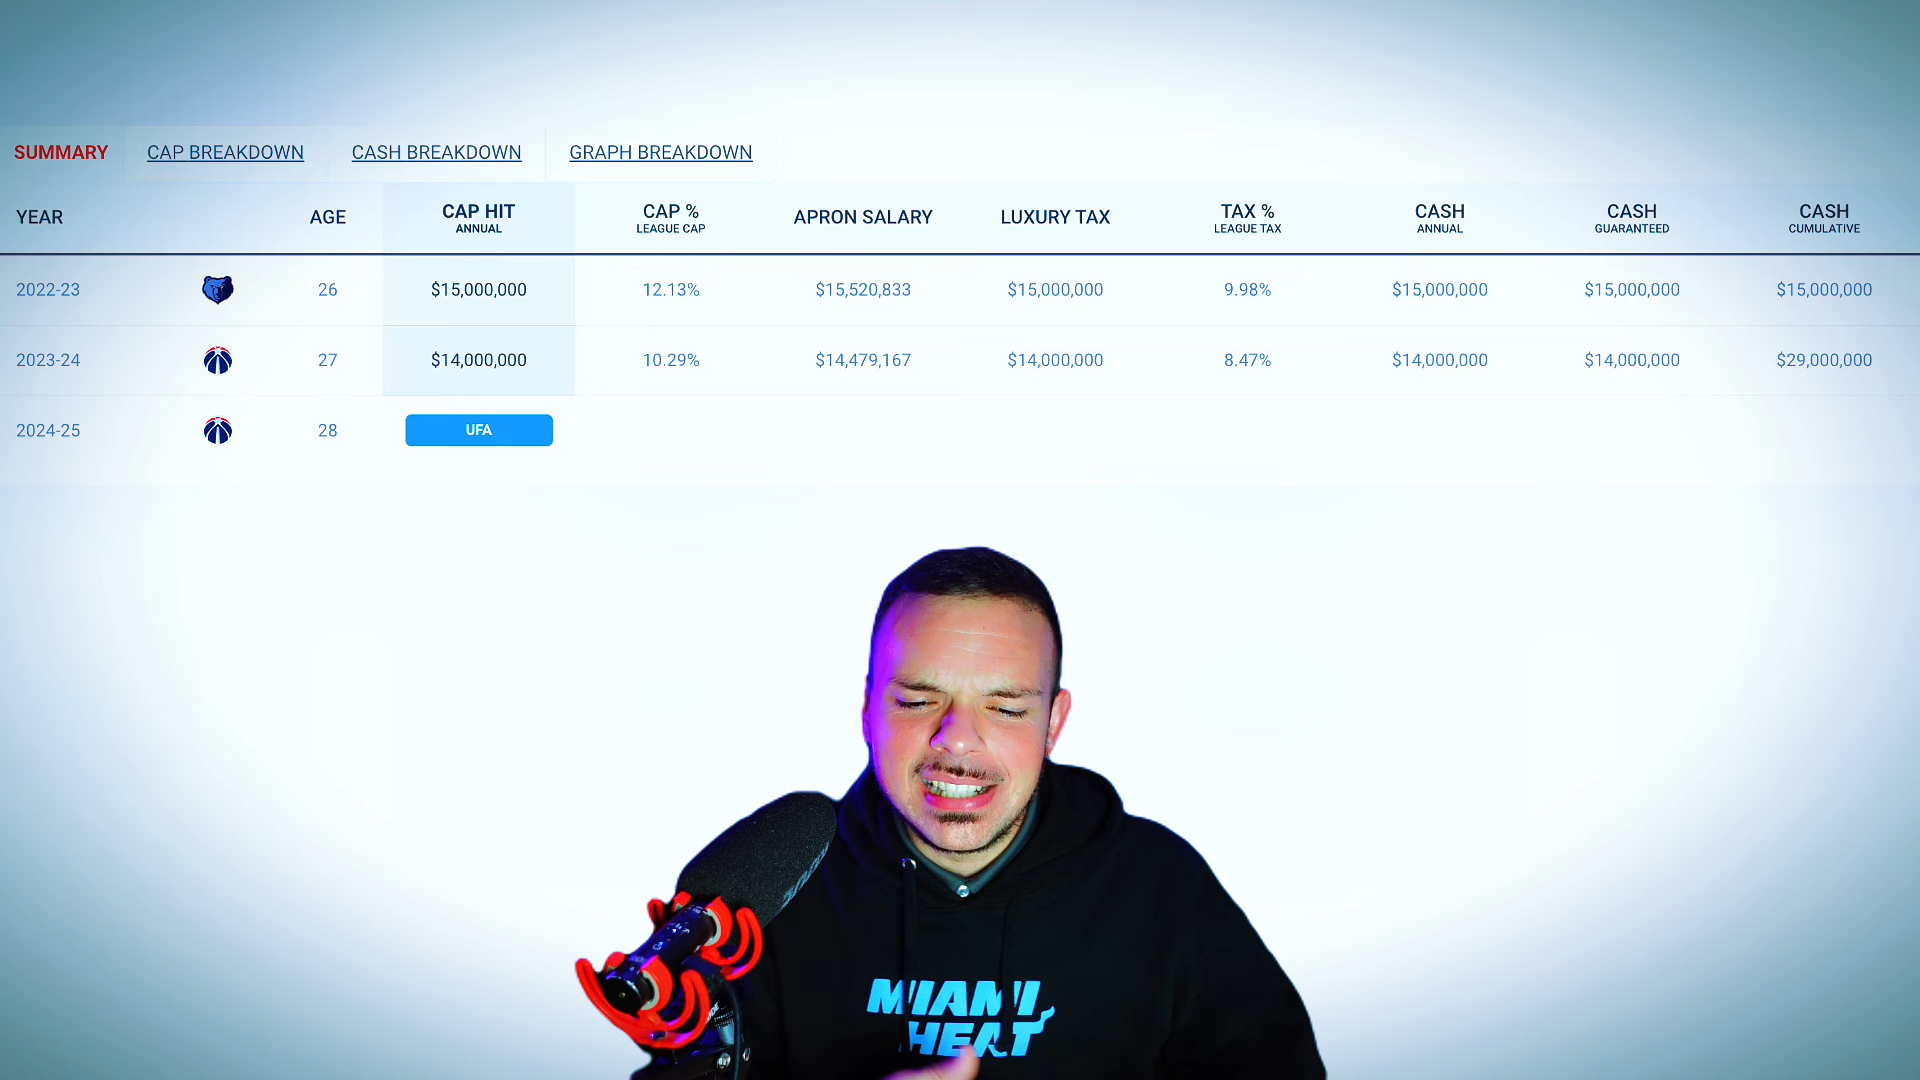 SUMMARY CAP BREAKDOWN CASH BREAKDOWN GRAPH BREAKDOWN
YEAR AGE CAP HIT CAP % APRON SALARY LUXURY TAX TAX % CASH CASH CASH
ANNUAL LEAGUE CAP LEAGUE TAX ANNUAL GUARANTEED CUMULATIVE
2022-23 26 $15,000,000 12.13% $15,520,833 $15,000,000 9.98% $15,000,000 $15,000,000 $15,000,000
2023-24 27 $14,000,000 10.29% $14,479,167 $14,000,000 8.47% $14,000,000 $14,000,000 $29,000,000
2024-25 28 UFA
MIAMI
HEAT